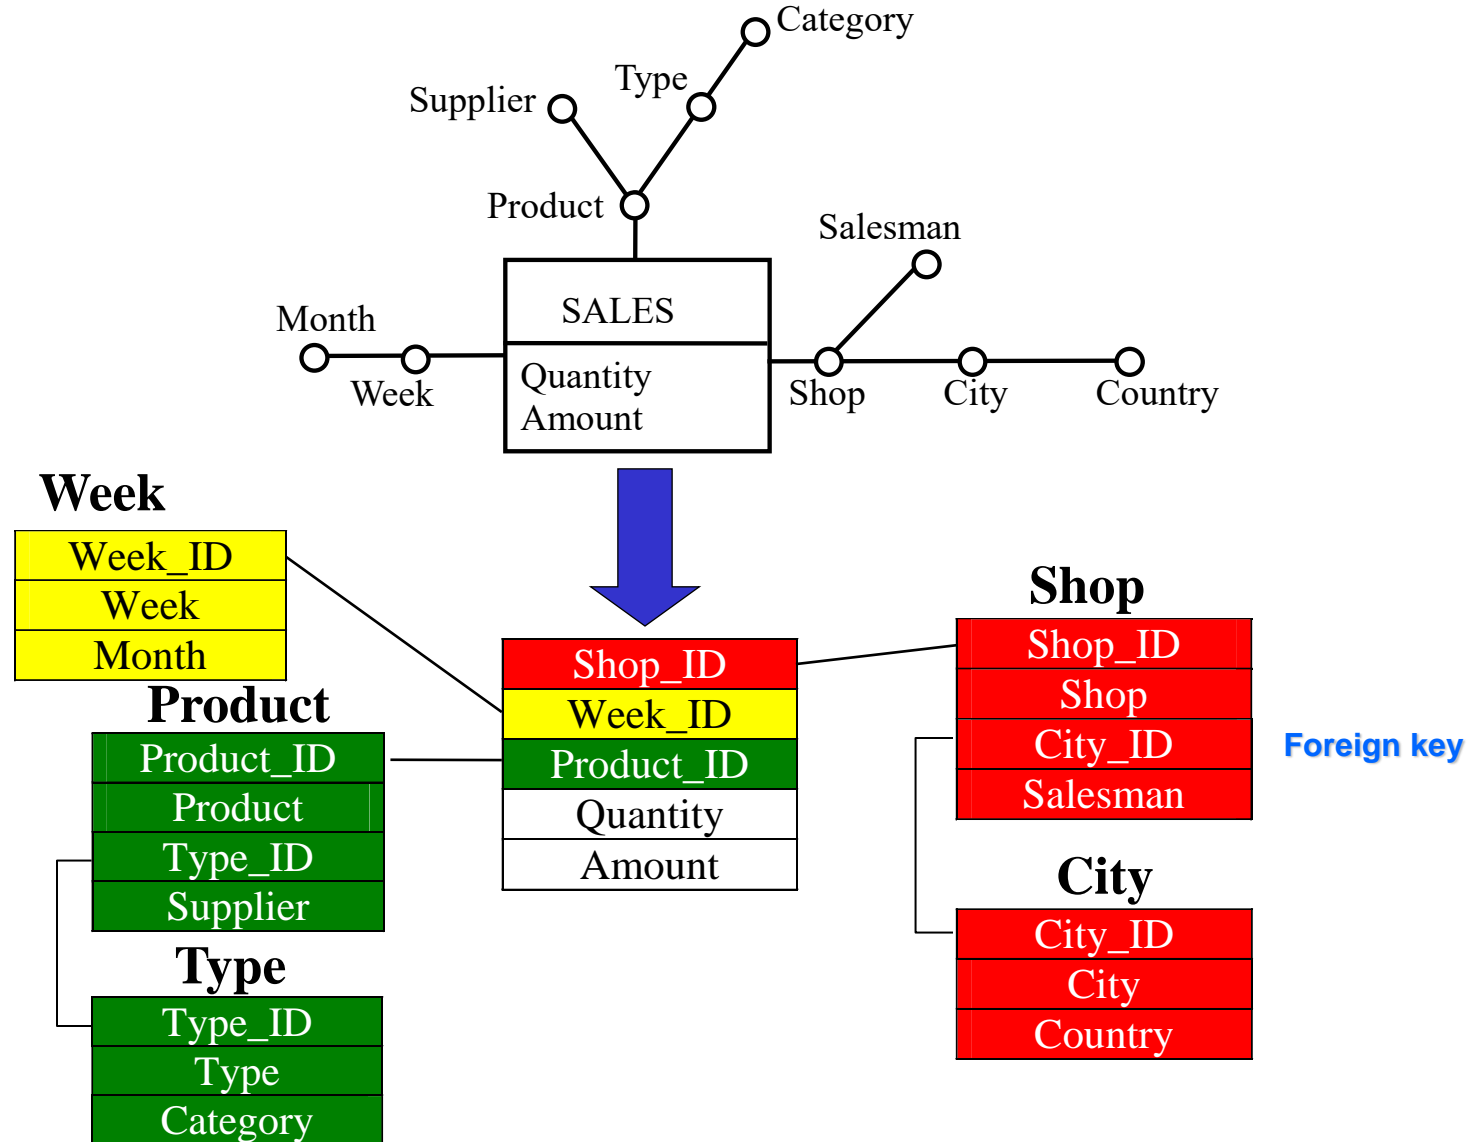 Category
Type
Supplier
Product
Salesman
Month
SALES
Week
Quantity
Amount
Shop
City
Country
Week
Week_ID
Week
Month
Product
Product_ID
Product
Type_ID
Supplier
Type
Type_ID
Type
Category
Shop_ID
Week_ID
Product_ID
Quantity
Amount
Shop
Shop_ID
Shop
City_ID
Salesman
Foreign key
City
City_ID
City
Country